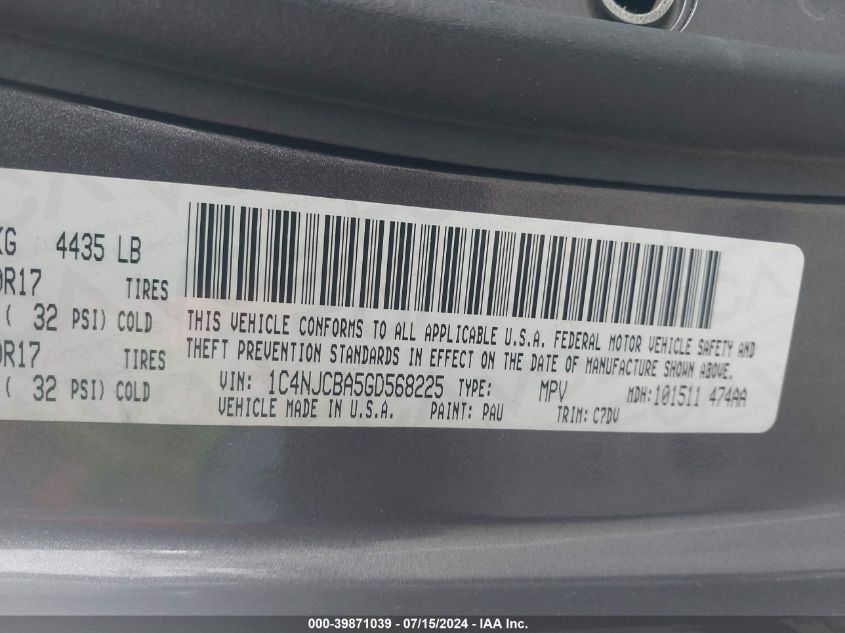 KG 4435 LB
0R17 TIRES
( 32 PSI) COLD
0R17 TIRES
( 32 PSI) COLD
THIS VEHICLE CONFORMS TO ALL APPLICABLE U.S.A. FEDERAL MOTOR VEHICLE SAFETY AND
THEFT PREVENTION STANDARDS IN EFFECT ON THE DATE OF MANUFACTURE SHOWN ABOVE.
VIN: 1C4NJCBA5GD568225 TYPE: MPV MDH:101511 474AA
VEHICLE MADE IN U.S.A. PAINT: PAU TRIM: C7DV
000-39871039 - 07/15/2024 - IAA Inc.